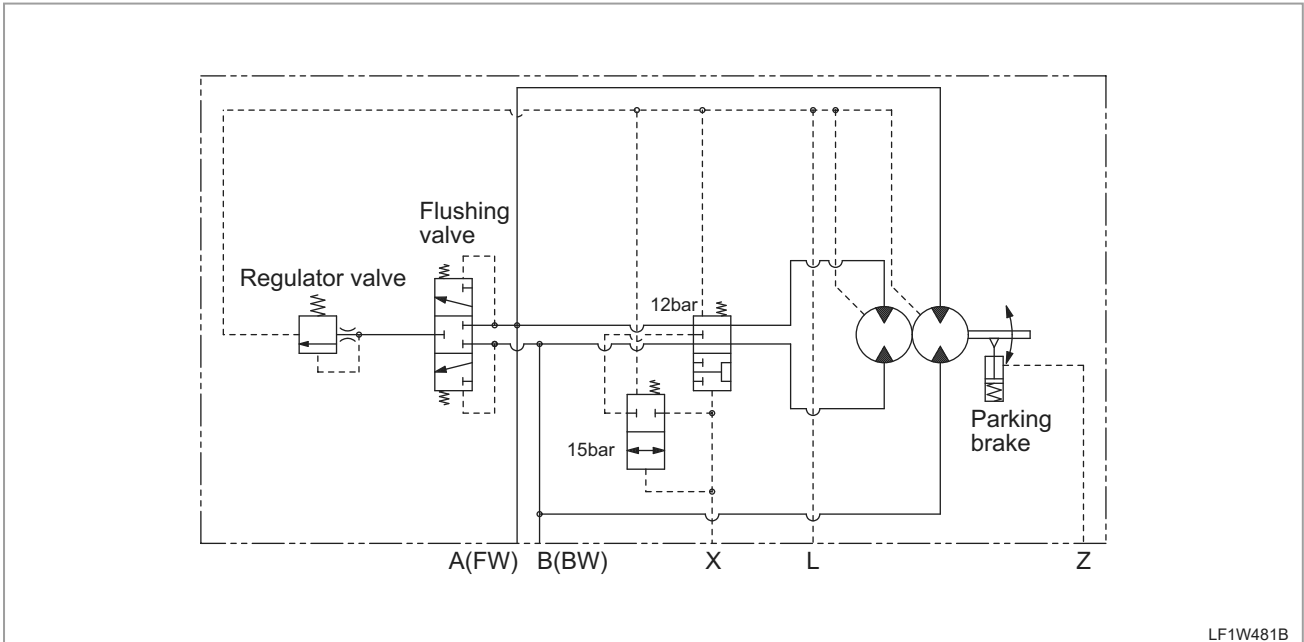 Flushing
valve
Regulator valve
12bar
15bar
Parking
brake
A(FW)
B(BW)
X
L
Z
LF1W481B